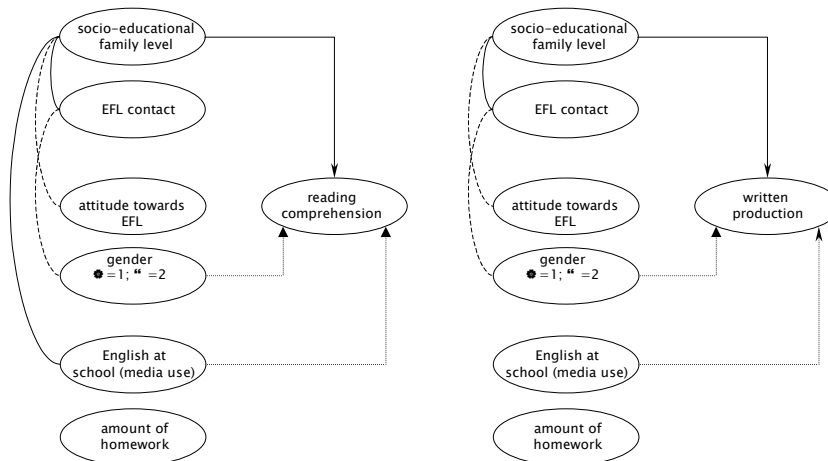 socio-educational
family level
EFL contact
attitude towards
EFL
gender
✽=1; “ =2
English at
school (media use)
amount of
homework
reading
comprehension
socio-educational
family level
EFL contact
attitude towards
EFL
gender
✽=1; “ =2
English at
school (media use)
amount of
homework
written
production